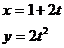 x = 1 + 2t
y = 2t²